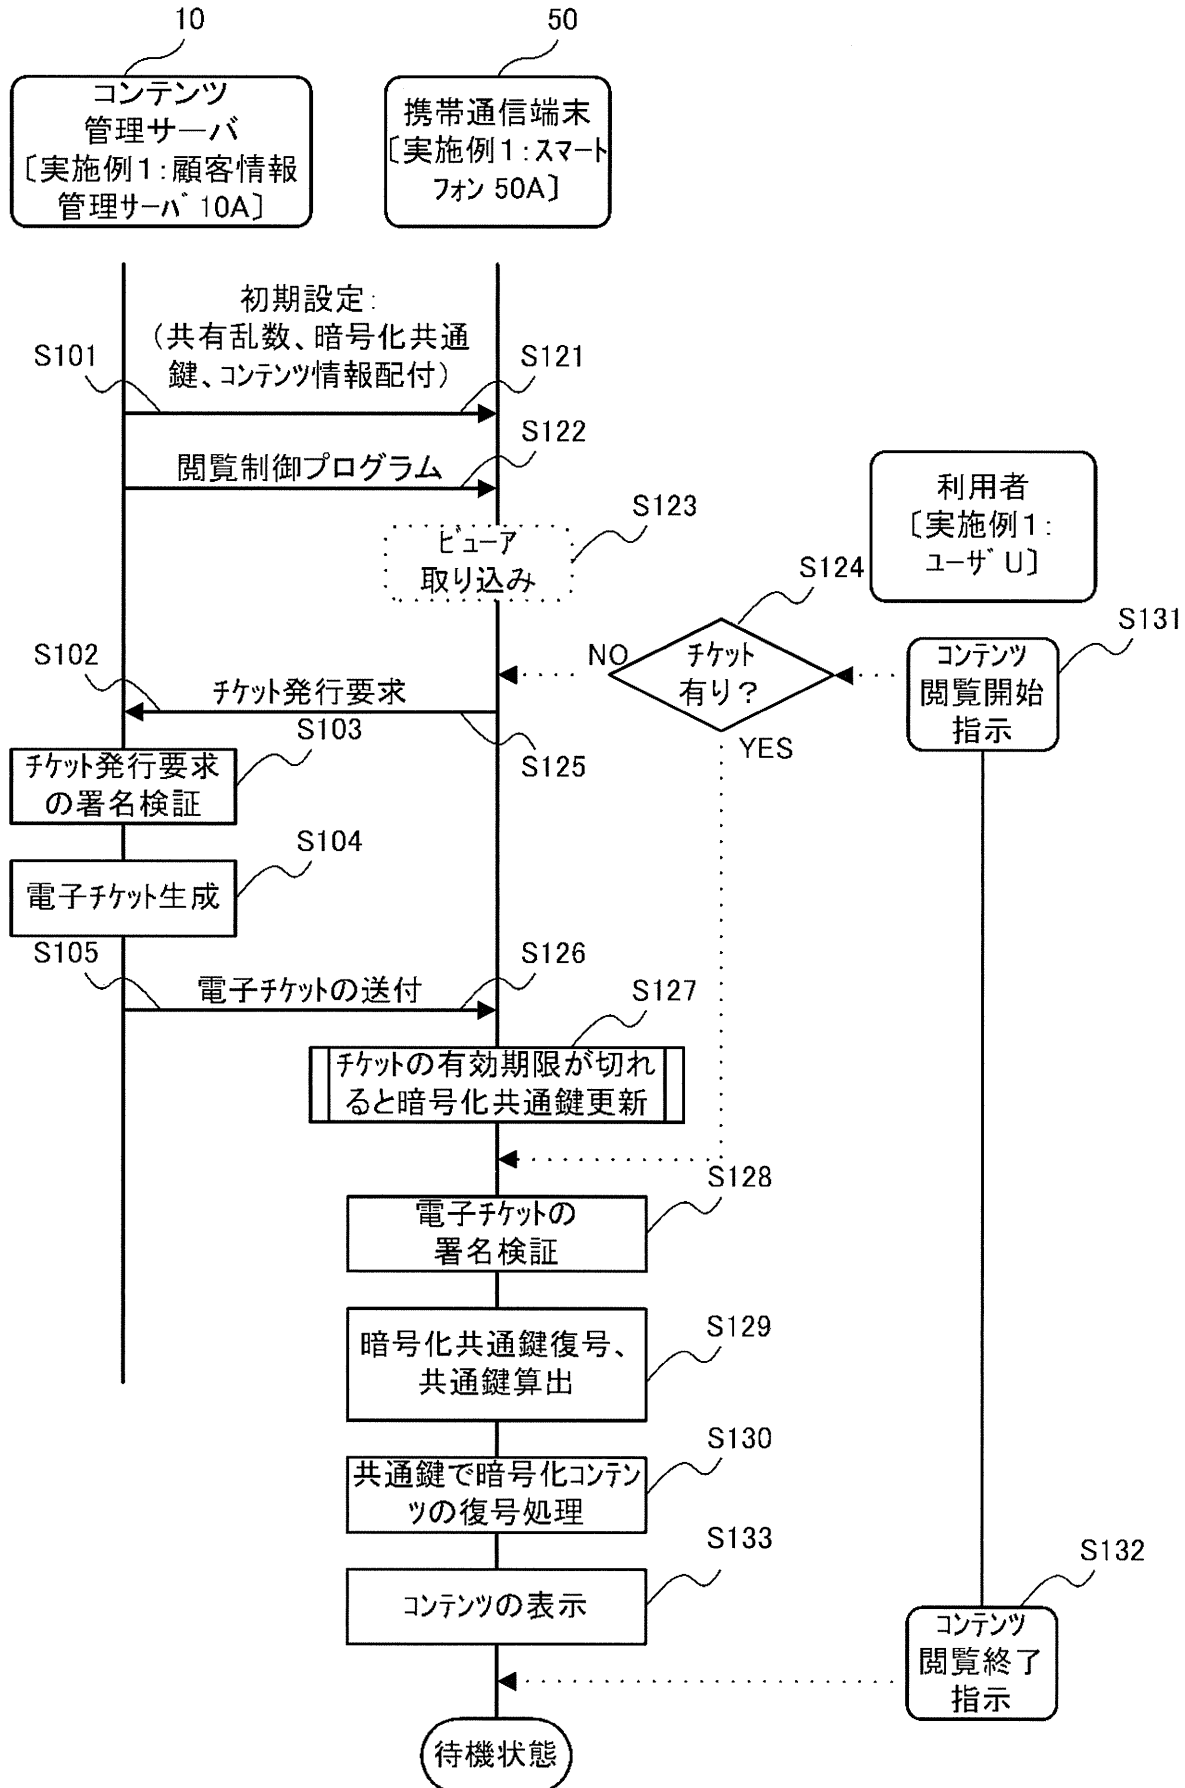 10
50
コンテンツ
管理サーバ
〔実施例１：顧客情報
管理ｻｰﾊﾞ10A〕
携帯通信端末
〔実施例１：ｽﾏｰﾄ
ﾌｫﾝ 50A〕
初期設定：
（共有乱数、暗号化共通
鍵、ｺﾝﾃﾝﾂ情報配付）
S101
S121
S122
閲覧制御プログラム
S123
ﾋﾞｭｰｱ
取り込み
利用者
〔実施例１：
ﾕｰｻﾞU〕
S124
S131
ﾁｹｯﾄ
有り？
NO
YES
ｺﾝﾃﾝﾂ
閲覧開始
指示
S102
ﾁｹｯﾄ発行要求
S125
S103
ﾁｹｯﾄ発行要求
の署名検証
S104
電子ﾁｹｯﾄ生成
S105
電子ﾁｹｯﾄの送付
S126
S127
ﾁｹｯﾄの有効期限が切れ
ると暗号化共通鍵更新
S128
電子ﾁｹｯﾄの
署名検証
S129
暗号化共通鍵復号、
共通鍵算出
S130
共通鍵で暗号化ｺﾝﾃﾝ
ﾂの復号処理
S133
ｺﾝﾃﾝﾂの表示
S132
ｺﾝﾃﾝﾂ
閲覧終了
指示
待機状態